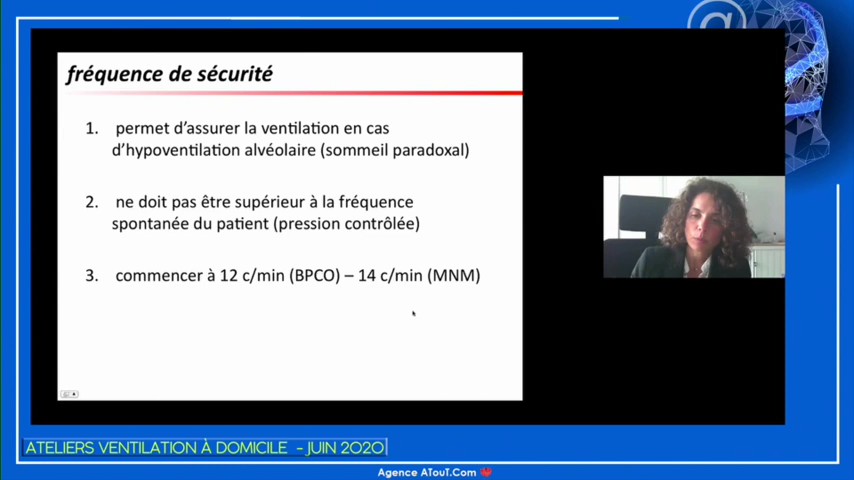 fréquence de sécurité
1. permet d'assurer la ventilation en cas
d'hypoventilation alvéolaire (sommeil paradoxal)
2. ne doit pas être supérieur à la fréquence
spontanée du patient (pression contrôlée)
3. commencer à 12 c/min (BPCO) – 14 c/min (MNM)
@
ATELIERS VENTILATION À DOMICILE - JUIN 2020
Agence ATouT.Com